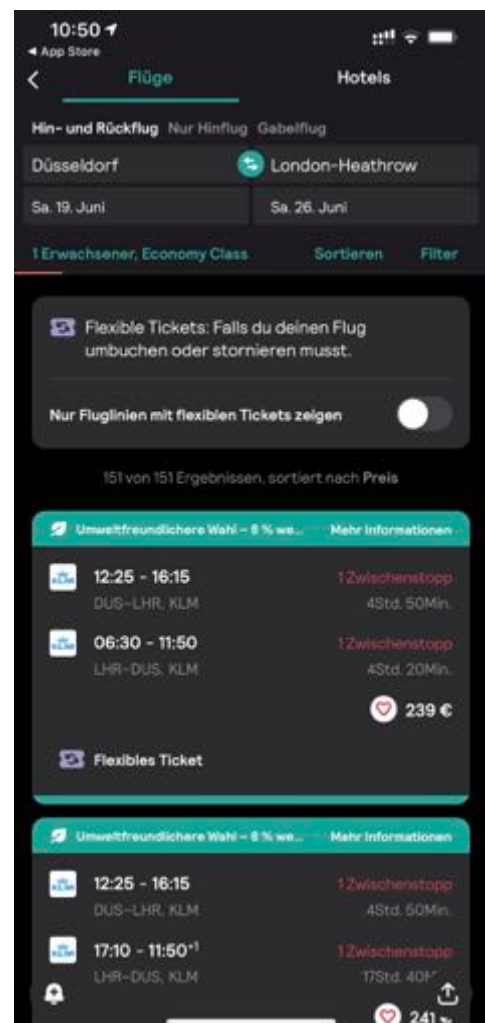 10:50
◀ App Store
Flüge Hotels
Hin- und Rückflug Nur Hinflug Gabelflug
Düsseldorf London-Heathrow
Sa. 19. Juni Sa. 26. Juni
1 Erwachsener, Economy Class Sortieren Filter
Flexible Tickets: Falls du deinen Flug
umbuchen oder stornieren musst.
Nur Fluglinien mit flexiblen Tickets zeigen
151 von 151 Ergebnissen, sortiert nach Preis
Umweltfreundlichere Wahl – 8 % we... Mehr Informationen
KLM 12:25 - 16:15 1 Zwischenstopp
DUS–LHR, KLM 4Std. 50Min.
KLM 06:30 - 11:50 1 Zwischenstopp
LHR–DUS, KLM 4Std. 20Min.
239 €
Flexibles Ticket
Umweltfreundlichere Wahl – 6 % we... Mehr Informationen
KLM 12:25 - 16:15 1 Zwischenstopp
DUS–LHR, KLM 4Std. 50Min.
KLM 17:10 - 11:50+1 1 Zwischenstopp
LHR–DUS, KLM 17Std.
241